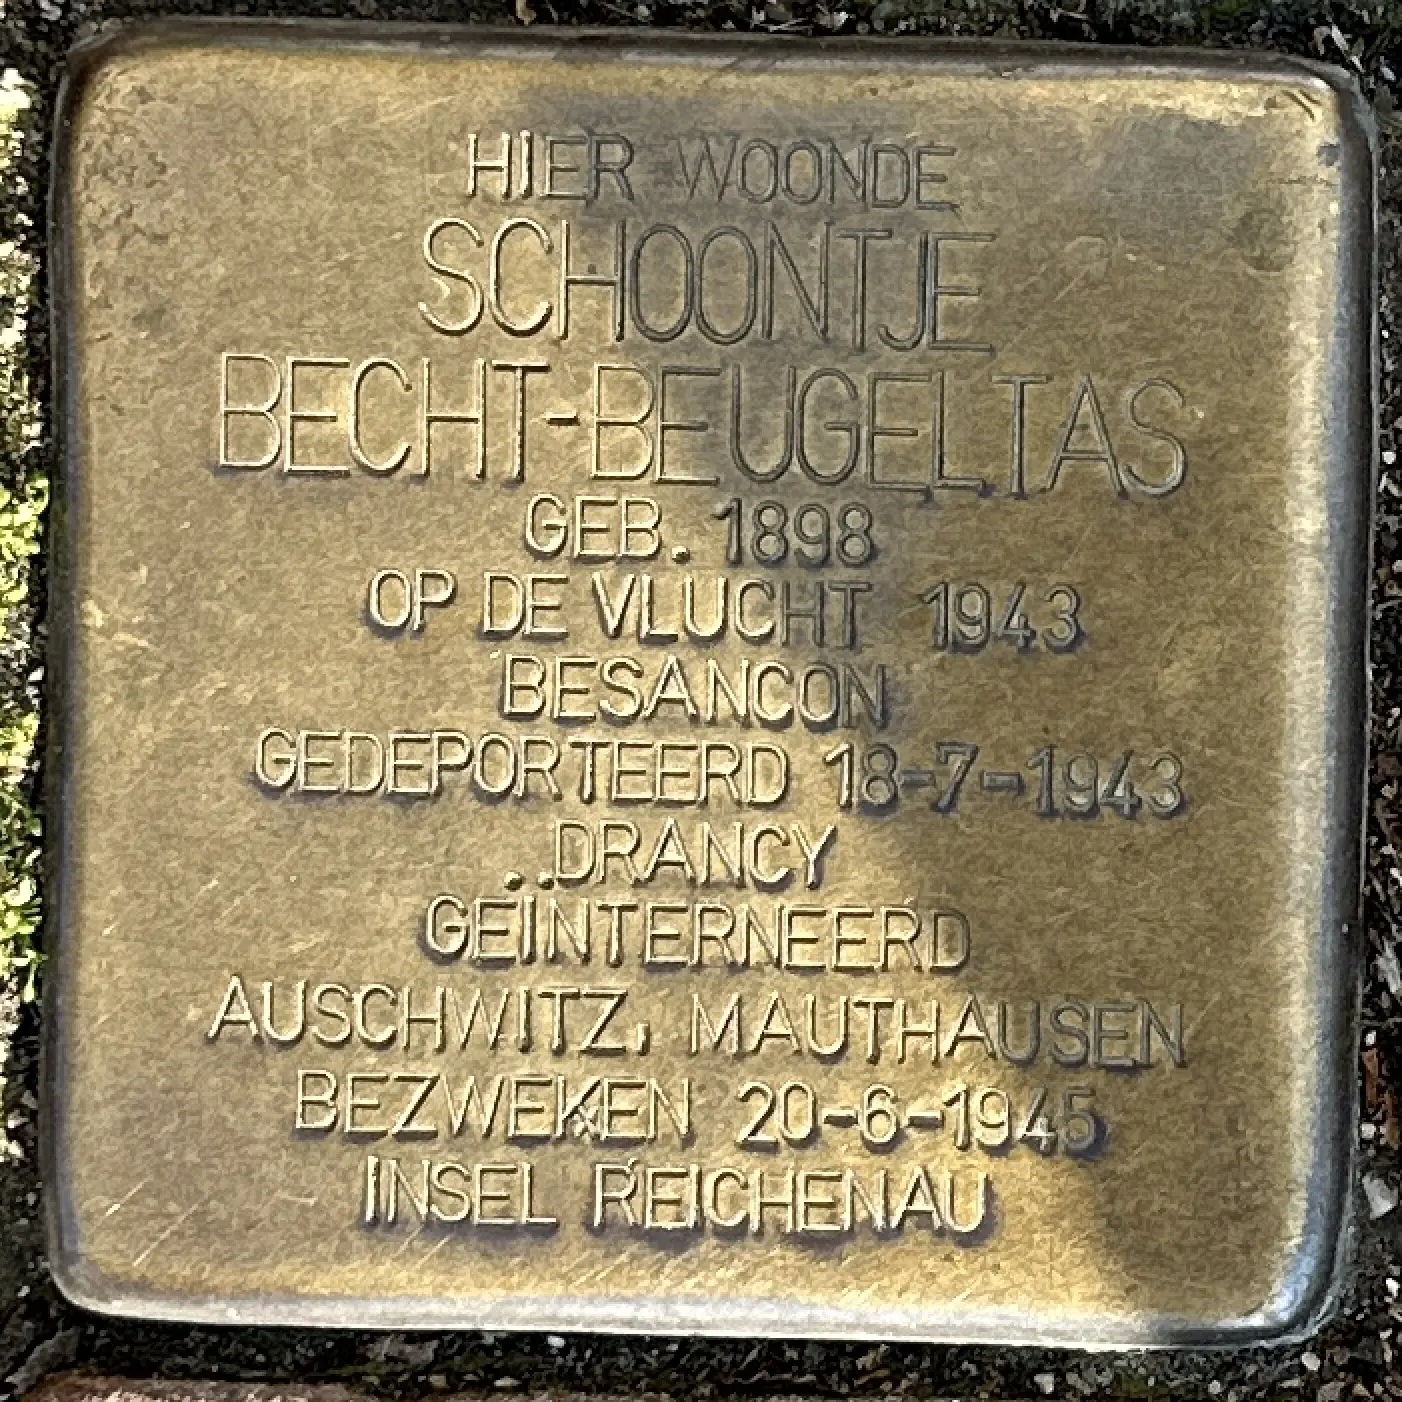 HIER WOONDE
SCHOONTJE
BECHT-BEUGELTAS
GEB. 1898
OP DE VLUCHT 1943
BESANCON
GEDEPORTEERD 18-7-1943
DRANCY
GEÏNTERNEERD
AUSCHWITZ, MAUTHAUSEN
BEZWEKEN 20-6-1945
INSEL REICHENAU